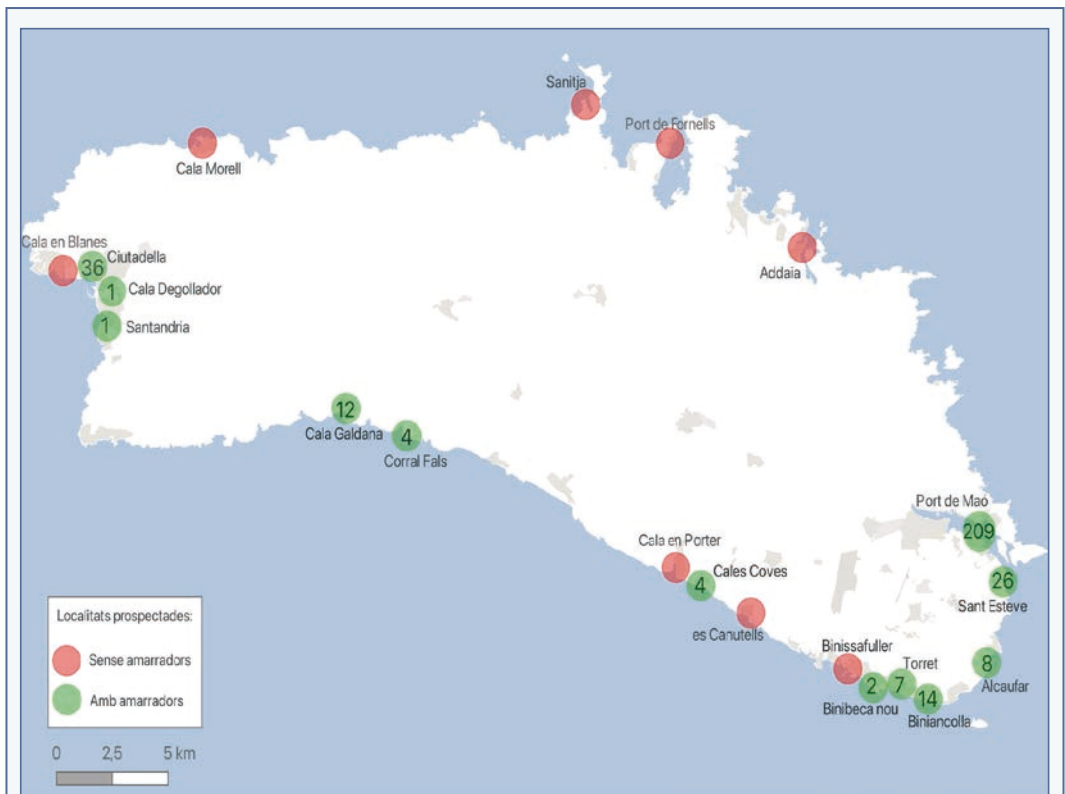 Sanitja
Port de Fornells
Cala Morell
Cala en Blanes
Ciutadella
36
Addaia
1
Cala Degollador
1
Santandria
12
Cala Galdana
4
Corral Fals
Port de Maó
209
Cala en Porter
Cales Coves
4
26
Sant Esteve
es Canutells
Binissafuller
Torret
8
Alcaufar
2
7
14
Binibeca nou
Biniancolla
Localitats prospectades:
Sense amarradors
Amb amarradors
0 2,5 5 km